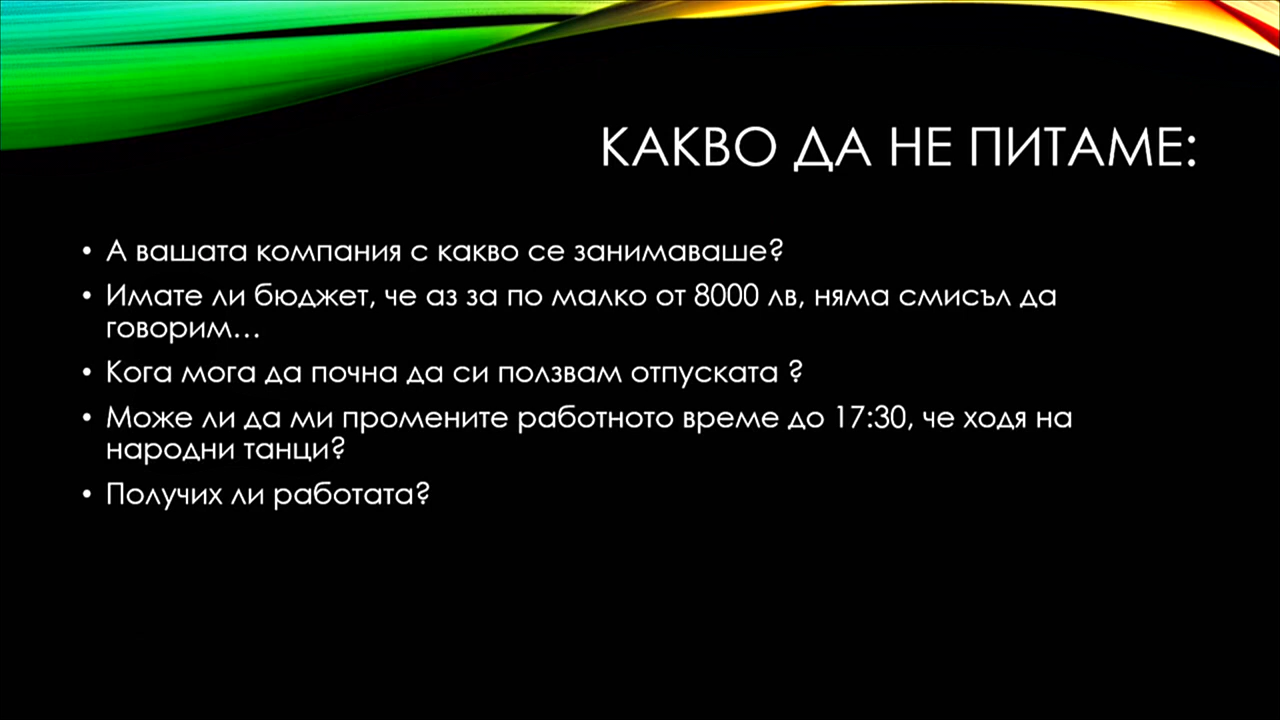 КАКВО ДА НЕ ПИТАМЕ:
• А вашата компания с какво се занимаваше?
• Имате ли бюджет, че аз за по малко от 8000 лв, няма смисъл да
говорим...
• Кога мога да почна да си ползвам отпуската ?
• Може ли да ми промените работното време до 17:30, че ходя на
народни танци?
• Получих ли работата?